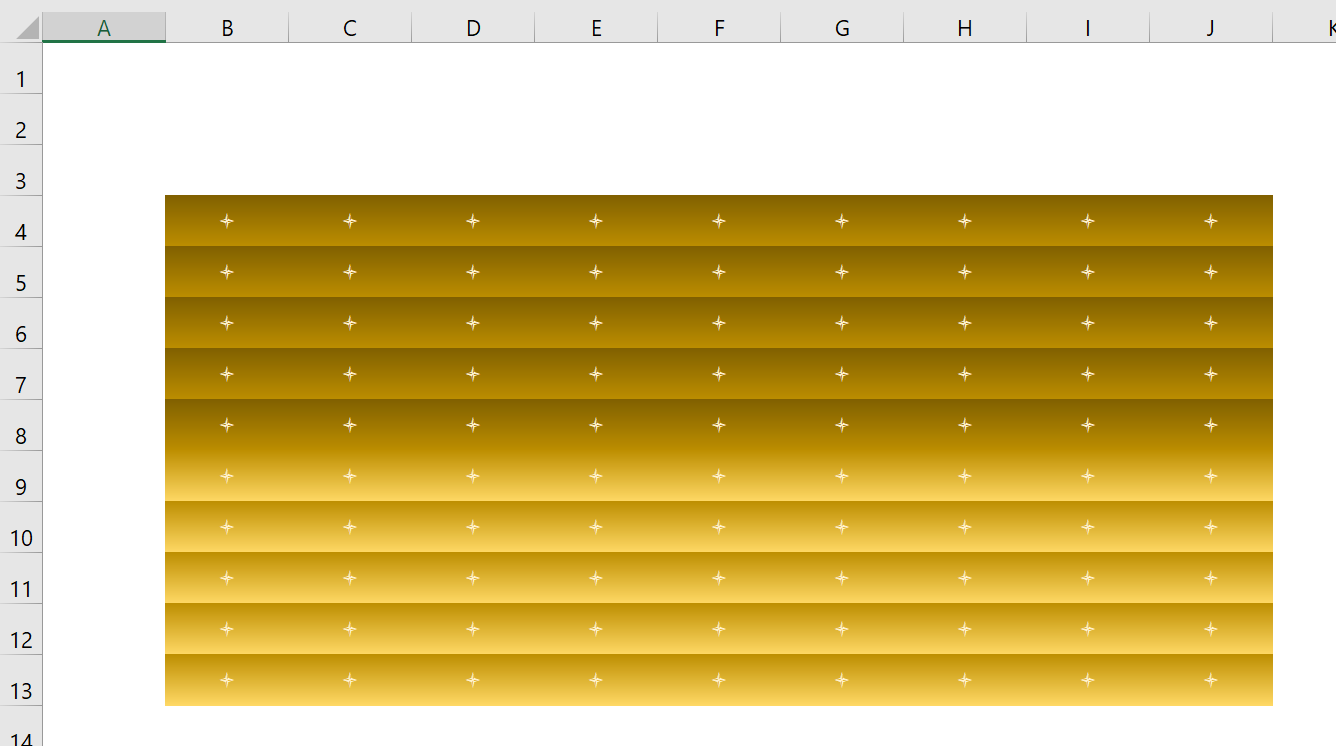 A B C D E F G H I J K
1
2
3
4 ✦ ✦ ✦ ✦ ✦ ✦ ✦ ✦ ✦
5 ✦ ✦ ✦ ✦ ✦ ✦ ✦ ✦ ✦
6 ✦ ✦ ✦ ✦ ✦ ✦ ✦ ✦ ✦
7 ✦ ✦ ✦ ✦ ✦ ✦ ✦ ✦ ✦
8 ✦ ✦ ✦ ✦ ✦ ✦ ✦ ✦ ✦
9 ✦ ✦ ✦ ✦ ✦ ✦ ✦ ✦ ✦
10 ✦ ✦ ✦ ✦ ✦ ✦ ✦ ✦ ✦
11 ✦ ✦ ✦ ✦ ✦ ✦ ✦ ✦ ✦
12 ✦ ✦ ✦ ✦ ✦ ✦ ✦ ✦ ✦
13 ✦ ✦ ✦ ✦ ✦ ✦ ✦ ✦ ✦
14